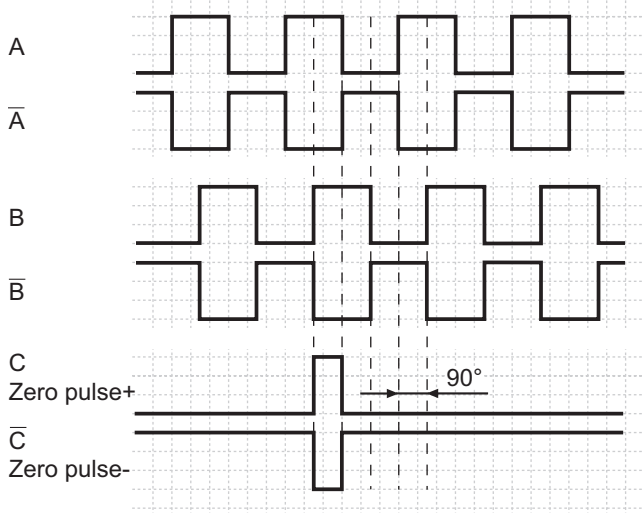 A
A̅
B
B̅
C
Zero pulse+
90°
C̅
Zero pulse-